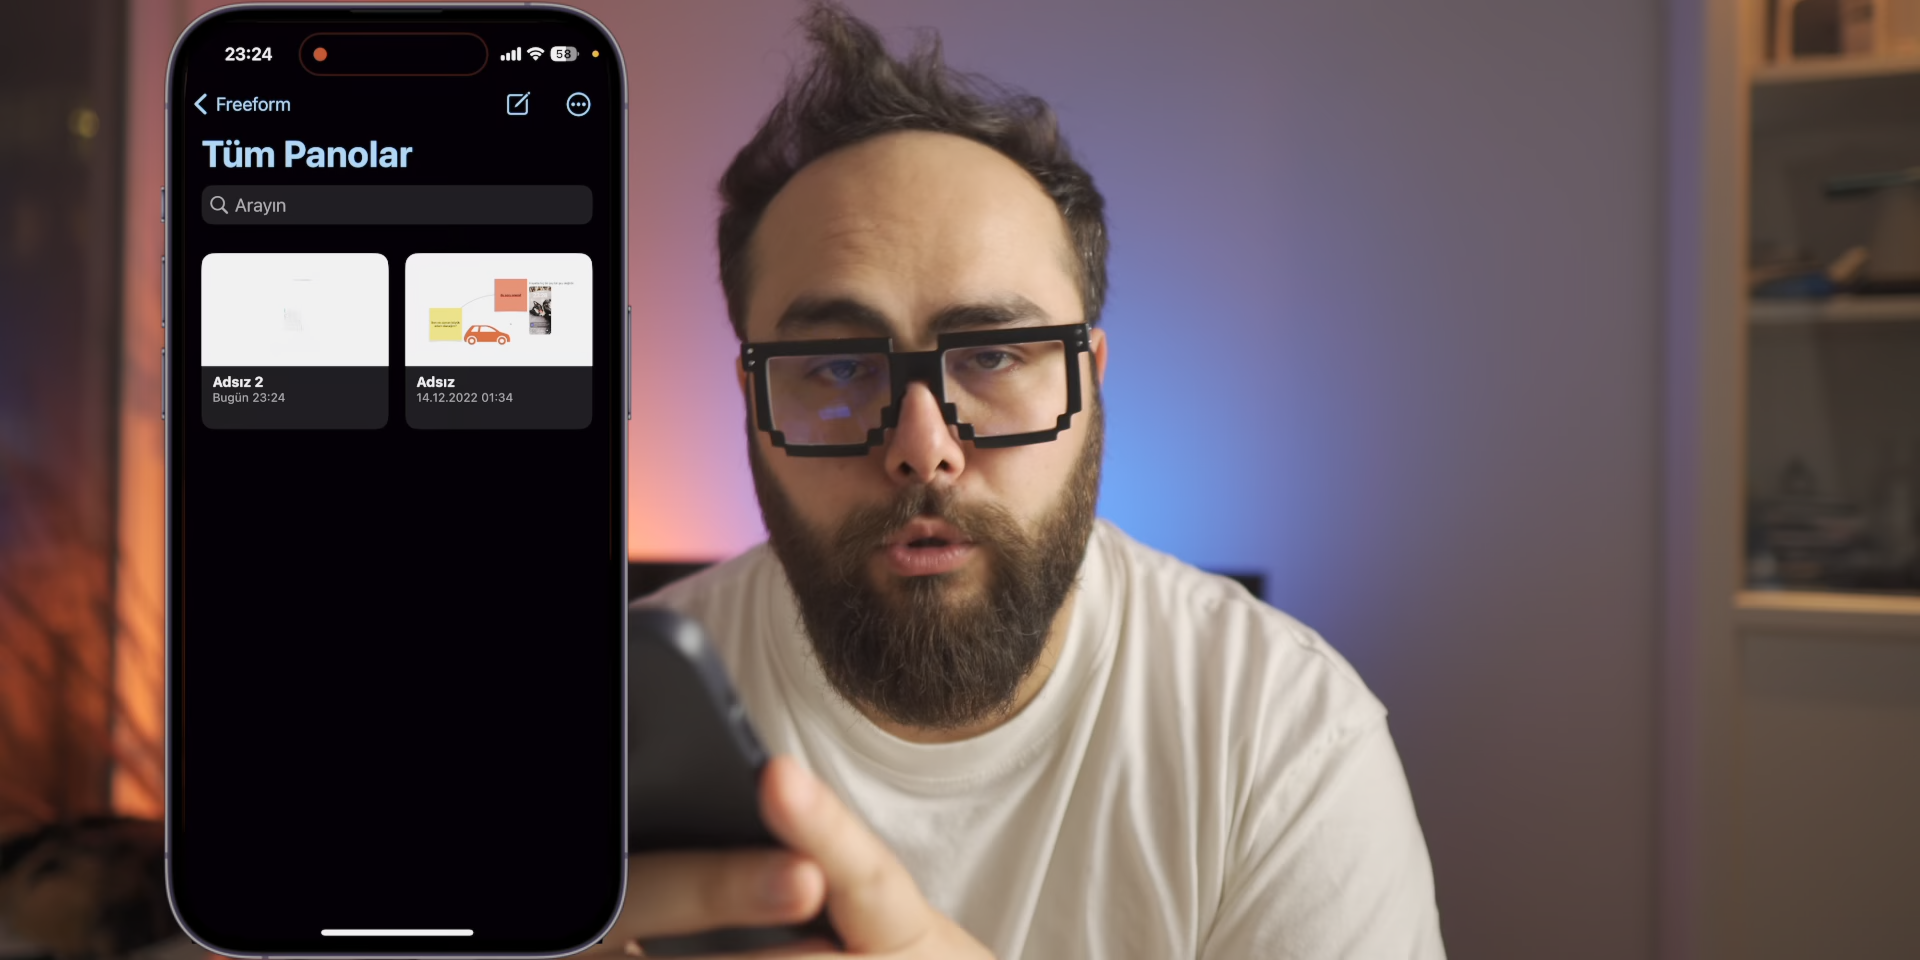 23:24
58
Freeform
Tüm Panolar
Arayın
Adsız 2
Bugün 23:24
Adsız
14.12.2022 01:34